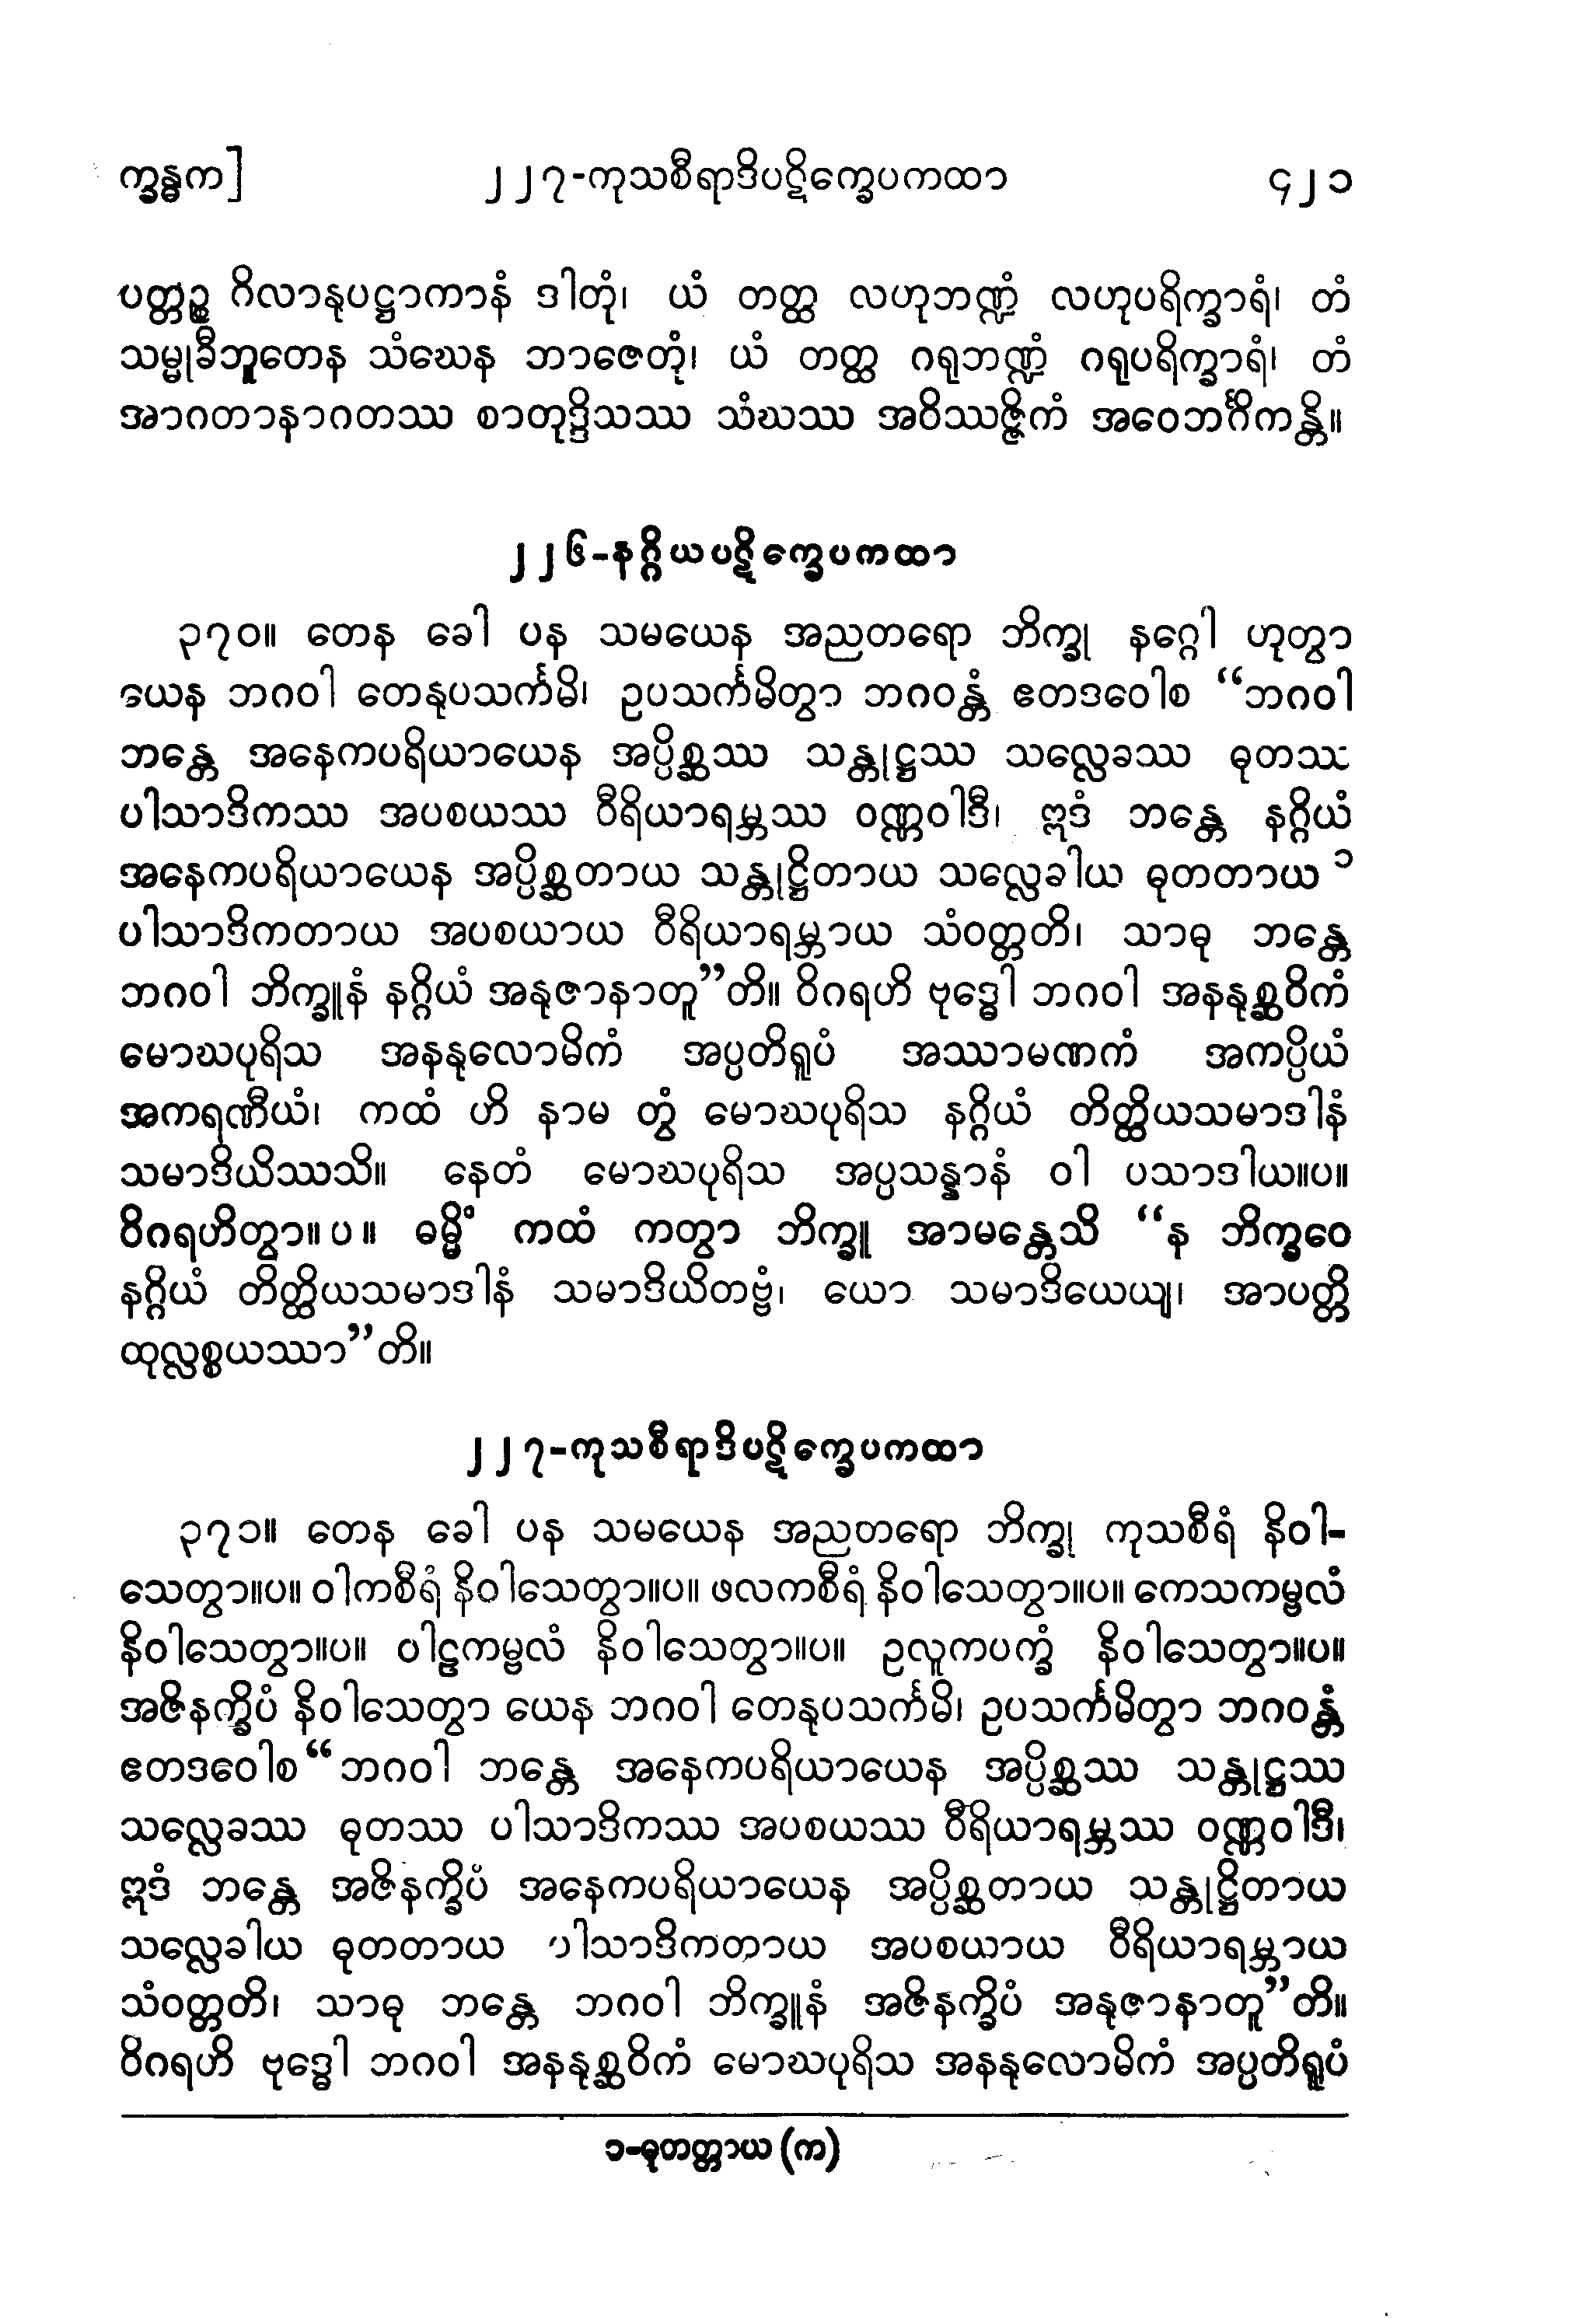 က္ခန္ဓက] ၂၂၇-ကုသစီရာဒိပဋိက္ခေပကထာ ၄၂၁
ပတ္တဉ္စ ဂိလာနုပဋ္ဌာကာနံ ဒါတုံ၊ ယံ တတ္ထ လဟုဘဏ္ဍံ လဟုပရိက္ခာရံ၊ တံ
သမ္မုခီဘူတေန သံဃေန ဘာဇေတုံ၊ ယံ တတ္ထ ဂရုဘဏ္ဍံ ဂရုပရိက္ခာရံ၊ တံ
အာဂတာနာဂတဿ စာတုဒ္ဒိသဿ သံဃဿ အဝိဿဇ္ဇိကံ အဝေဘင်္ဂိကန္တိ။
၂၂၆-နဂ္ဂိယပဋိက္ခေပကထာ
၃၇၀။ တေန ခေါ ပန သမယေန အညတရော ဘိက္ခု နဂ္ဂေါ ဟုတွာ
ယေန ဘဂဝါ တေနုပသင်္ကမိ၊ ဥပသင်္ကမိတွာ ဘဂဝန္တံ ဧတဒဝေါစ “ဘဂဝါ
ဘန္တေ အနေကပရိယာယေန အပ္ပိစ္ဆဿ သန္တုဋ္ဌဿ သလ္လေခဿ ဓုတဿ
ပါသာဒိကဿ အပစယဿ ဝီရိယာရမ္ဘဿ ဝဏ္ဏဝါဒီ၊ ဣဒံ ဘန္တေ နဂ္ဂိယံ
အနေကပရိယာယေန အပ္ပိစ္ဆတာယ သန္တုဋ္ဌိတာယ သလ္လေခါယ ဓုတတာယ ၁
ပါသာဒိကတာယ အပစယာယ ဝီရိယာရမ္ဘာယ သံဝတ္တတိ၊ သာဓု ဘန္တေ
ဘဂဝါ ဘိက္ခူနံ နဂ္ဂိယံ အနုဇာနာတူ”တိ။ ဝိဂရဟိ ဗုဒ္ဓေါ ဘဂဝါ အနနုစ္ဆဝိကံ
မောဃပုရိသ အနနုလောမိကံ အပ္ပတိရူပံ အဿာမဏကံ အကပ္ပိယံ
အကရဏီယံ၊ ကထံ ဟိ နာမ တွံ မောဃပုရိသ နဂ္ဂိယံ တိတ္ထိယသမာဒါနံ
သမာဒိယိဿသိ။ နေတံ မောဃပုရိသ အပ္ပသန္နာနံ ဝါ ပသာဒါယ။ပ။
ဝိဂရဟိတွာ။ ပ ။ ဓမ္မိံ ကထံ ကတွာ ဘိက္ခူ အာမန္တေသိ “န ဘိက္ခဝေ
နဂ္ဂိယံ တိတ္ထိယသမာဒါနံ သမာဒိယိတဗ္ဗံ၊ ယော သမာဒိယေယျ၊ အာပတ္တိ
ထုလ္လစ္စယဿာ”တိ။
၂၂၇-ကုသစီရာဒိပဋိက္ခေပကထာ
၃၇၁။ တေန ခေါ ပန သမယေန အညတရော ဘိက္ခု ကုသစီရံ နိဝါ-
သေတွာ။ပ။ ဝါကစီရံ နိဝါသေတွာ။ပ။ ဖလကစီရံ နိဝါသေတွာ။ပ။ ကေသကမ္ဗလံ
နိဝါသေတွာ။ပ။ ဝါဠကမ္ဗလံ နိဝါသေတွာ။ပ။ ဥလူကပက္ခံ နိဝါသေတွာ။ပ။
အဇိနက္ခိပံ နိဝါသေတွာ ယေန ဘဂဝါ တေနုပသင်္ကမိ၊ ဥပသင်္ကမိတွာ ဘဂဝန္တံ
ဧတဒဝေါစ “ဘဂဝါ ဘန္တေ အနေကပရိယာယေန အပ္ပိစ္ဆဿ သန္တုဋ္ဌဿ
သလ္လေခဿ ဓုတဿ ပါသာဒိကဿ အပစယဿ ဝီရိယာရမ္ဘဿ ဝဏ္ဏဝါဒီ၊
ဣဒံ ဘန္တေ အဇိနက္ခိပံ အနေကပရိယာယေန အပ္ပိစ္ဆတာယ သန္တုဋ္ဌိတာယ
သလ္လေခါယ ဓုတတာယ ပါသာဒိကတာယ အပစယာယ ဝီရိယာရမ္ဘာယ
သံဝတ္တတိ၊ သာဓု ဘန္တေ ဘဂဝါ ဘိက္ခူနံ အဇိနက္ခိပံ အနုဇာနာတူ”တိ။
ဝိဂရဟိ ဗုဒ္ဓေါ ဘဂဝါ အနနုစ္ဆဝိကံ မောဃပုရိသ အနနုလောမိကံ အပ္ပတိရူပံ
၁-ဓုတတ္တာယ (က)